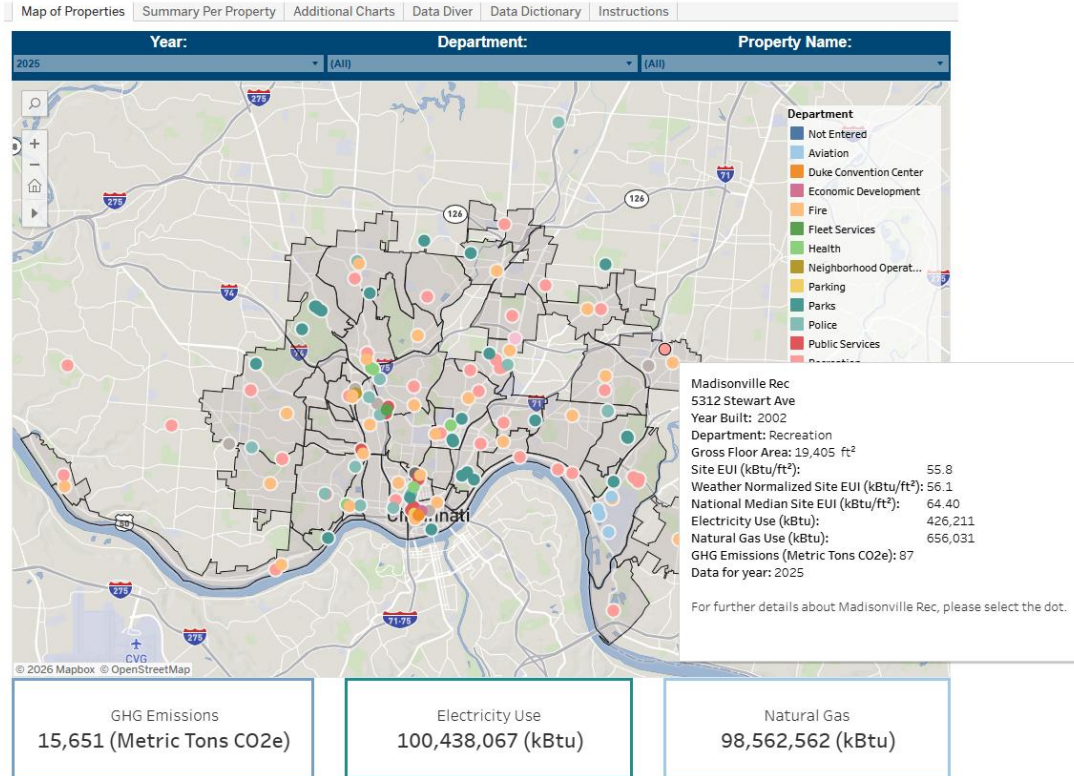 Map of Properties
Summary Per Property
Additional Charts
Data Diver
Data Dictionary
Instructions
Year:
Department:
Property Name:
2025
(All)
(All)
275
71
275
126
126
74
74
75
71
50
275
275
71-75
Cincinnati
CVG
Department
Not Entered
Aviation
Duke Convention Center
Economic Development
Fire
Fleet Services
Health
Neighborhood Operat...
Parking
Parks
Police
Public Services
Madisonville Rec
5312 Stewart Ave
Year Built: 2002
Department: Recreation
Gross Floor Area: 19,405 ft²
Site EUI (kBtu/ft²): 55.8
Weather Normalized Site EUI (kBtu/ft²): 56.1
National Median Site EUI (kBtu/ft²): 64.40
Electricity Use (kBtu): 426,211
Natural Gas Use (kBtu): 656,031
GHG Emissions (Metric Tons CO2e): 87
Data for year: 2025
For further details about Madisonville Rec, please select the dot.
© 2026 Mapbox © OpenStreetMap
GHG Emissions
15,651 (Metric Tons CO2e)
Electricity Use
100,438,067 (kBtu)
Natural Gas
98,562,562 (kBtu)